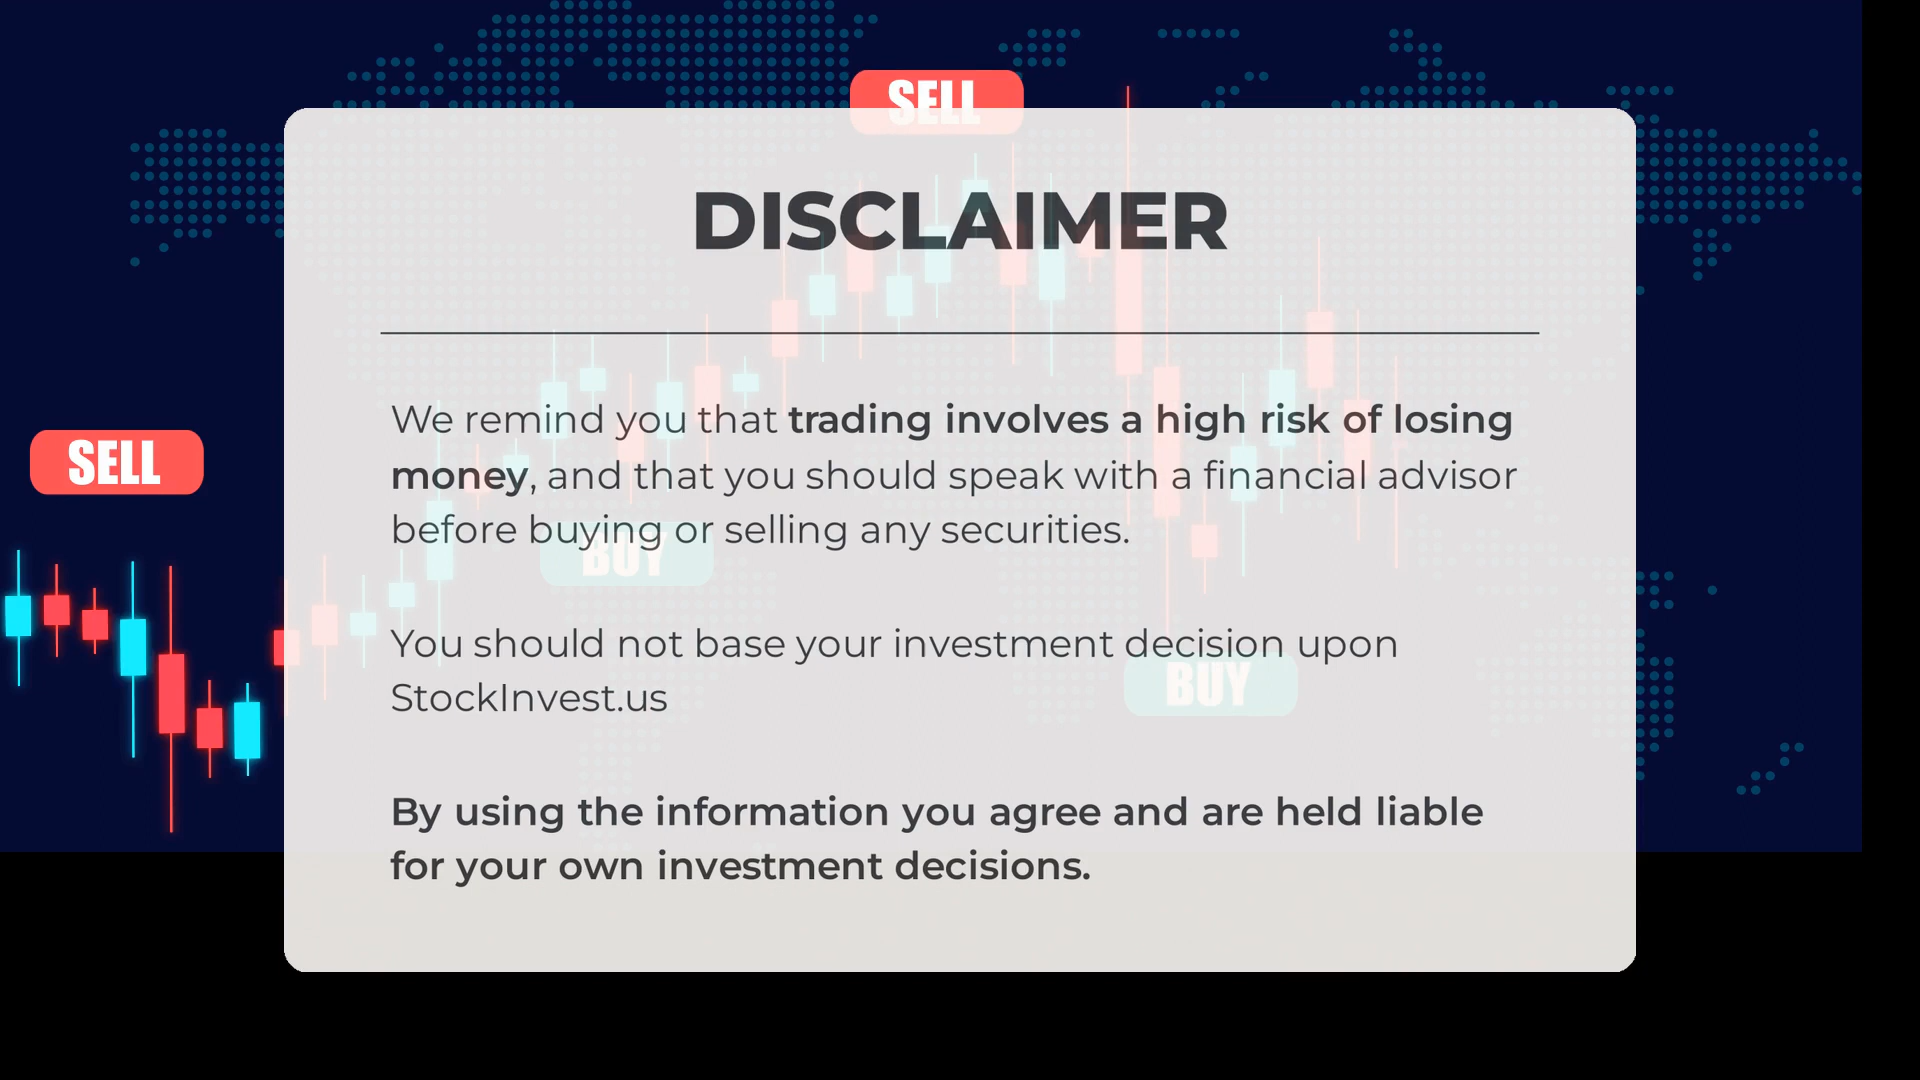 SELL
DISCLAIMER
We remind you that trading involves a high risk of losing
money, and that you should speak with a financial advisor
before buying or selling any securities.
SELL
BUY
You should not base your investment decision upon
StockInvest.us
BUY
By using the information you agree and are held liable
for your own investment decisions.